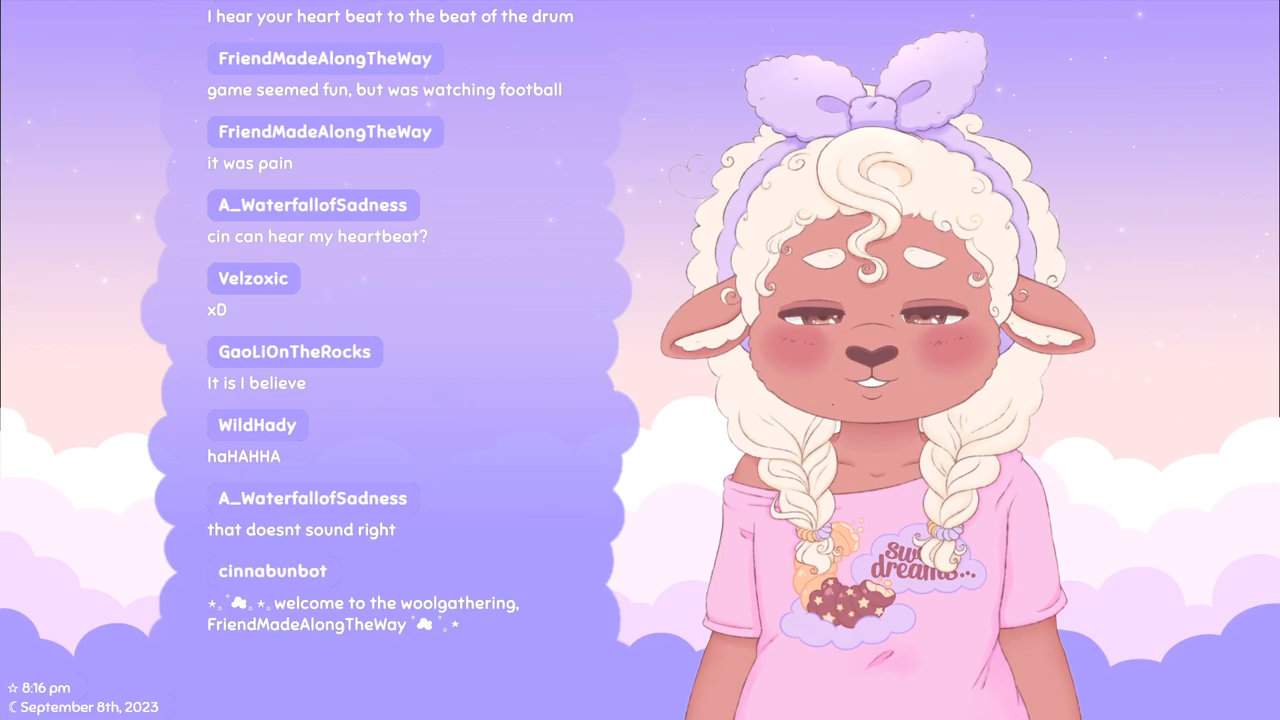 I hear your heart beat to the beat of the drum
FriendMadeAlongTheWay
game seemed fun, but was watching football
FriendMadeAlongTheWay
it was pain
A_WaterfallofSadness
cin can hear my heartbeat?
Velzoxic
xD
GaoLiOnTheRocks
It is I believe
WildHady
haHAHHA
A_WaterfallofSadness
that doesnt sound right
cinnabunbot
⋆｡˚☁︎｡⋆｡ welcome to the woolgathering,
FriendMadeAlongTheWay ˚☁︎ ˚｡⋆
dreams...
☆ 8:16 pm
☾ September 8th, 2023